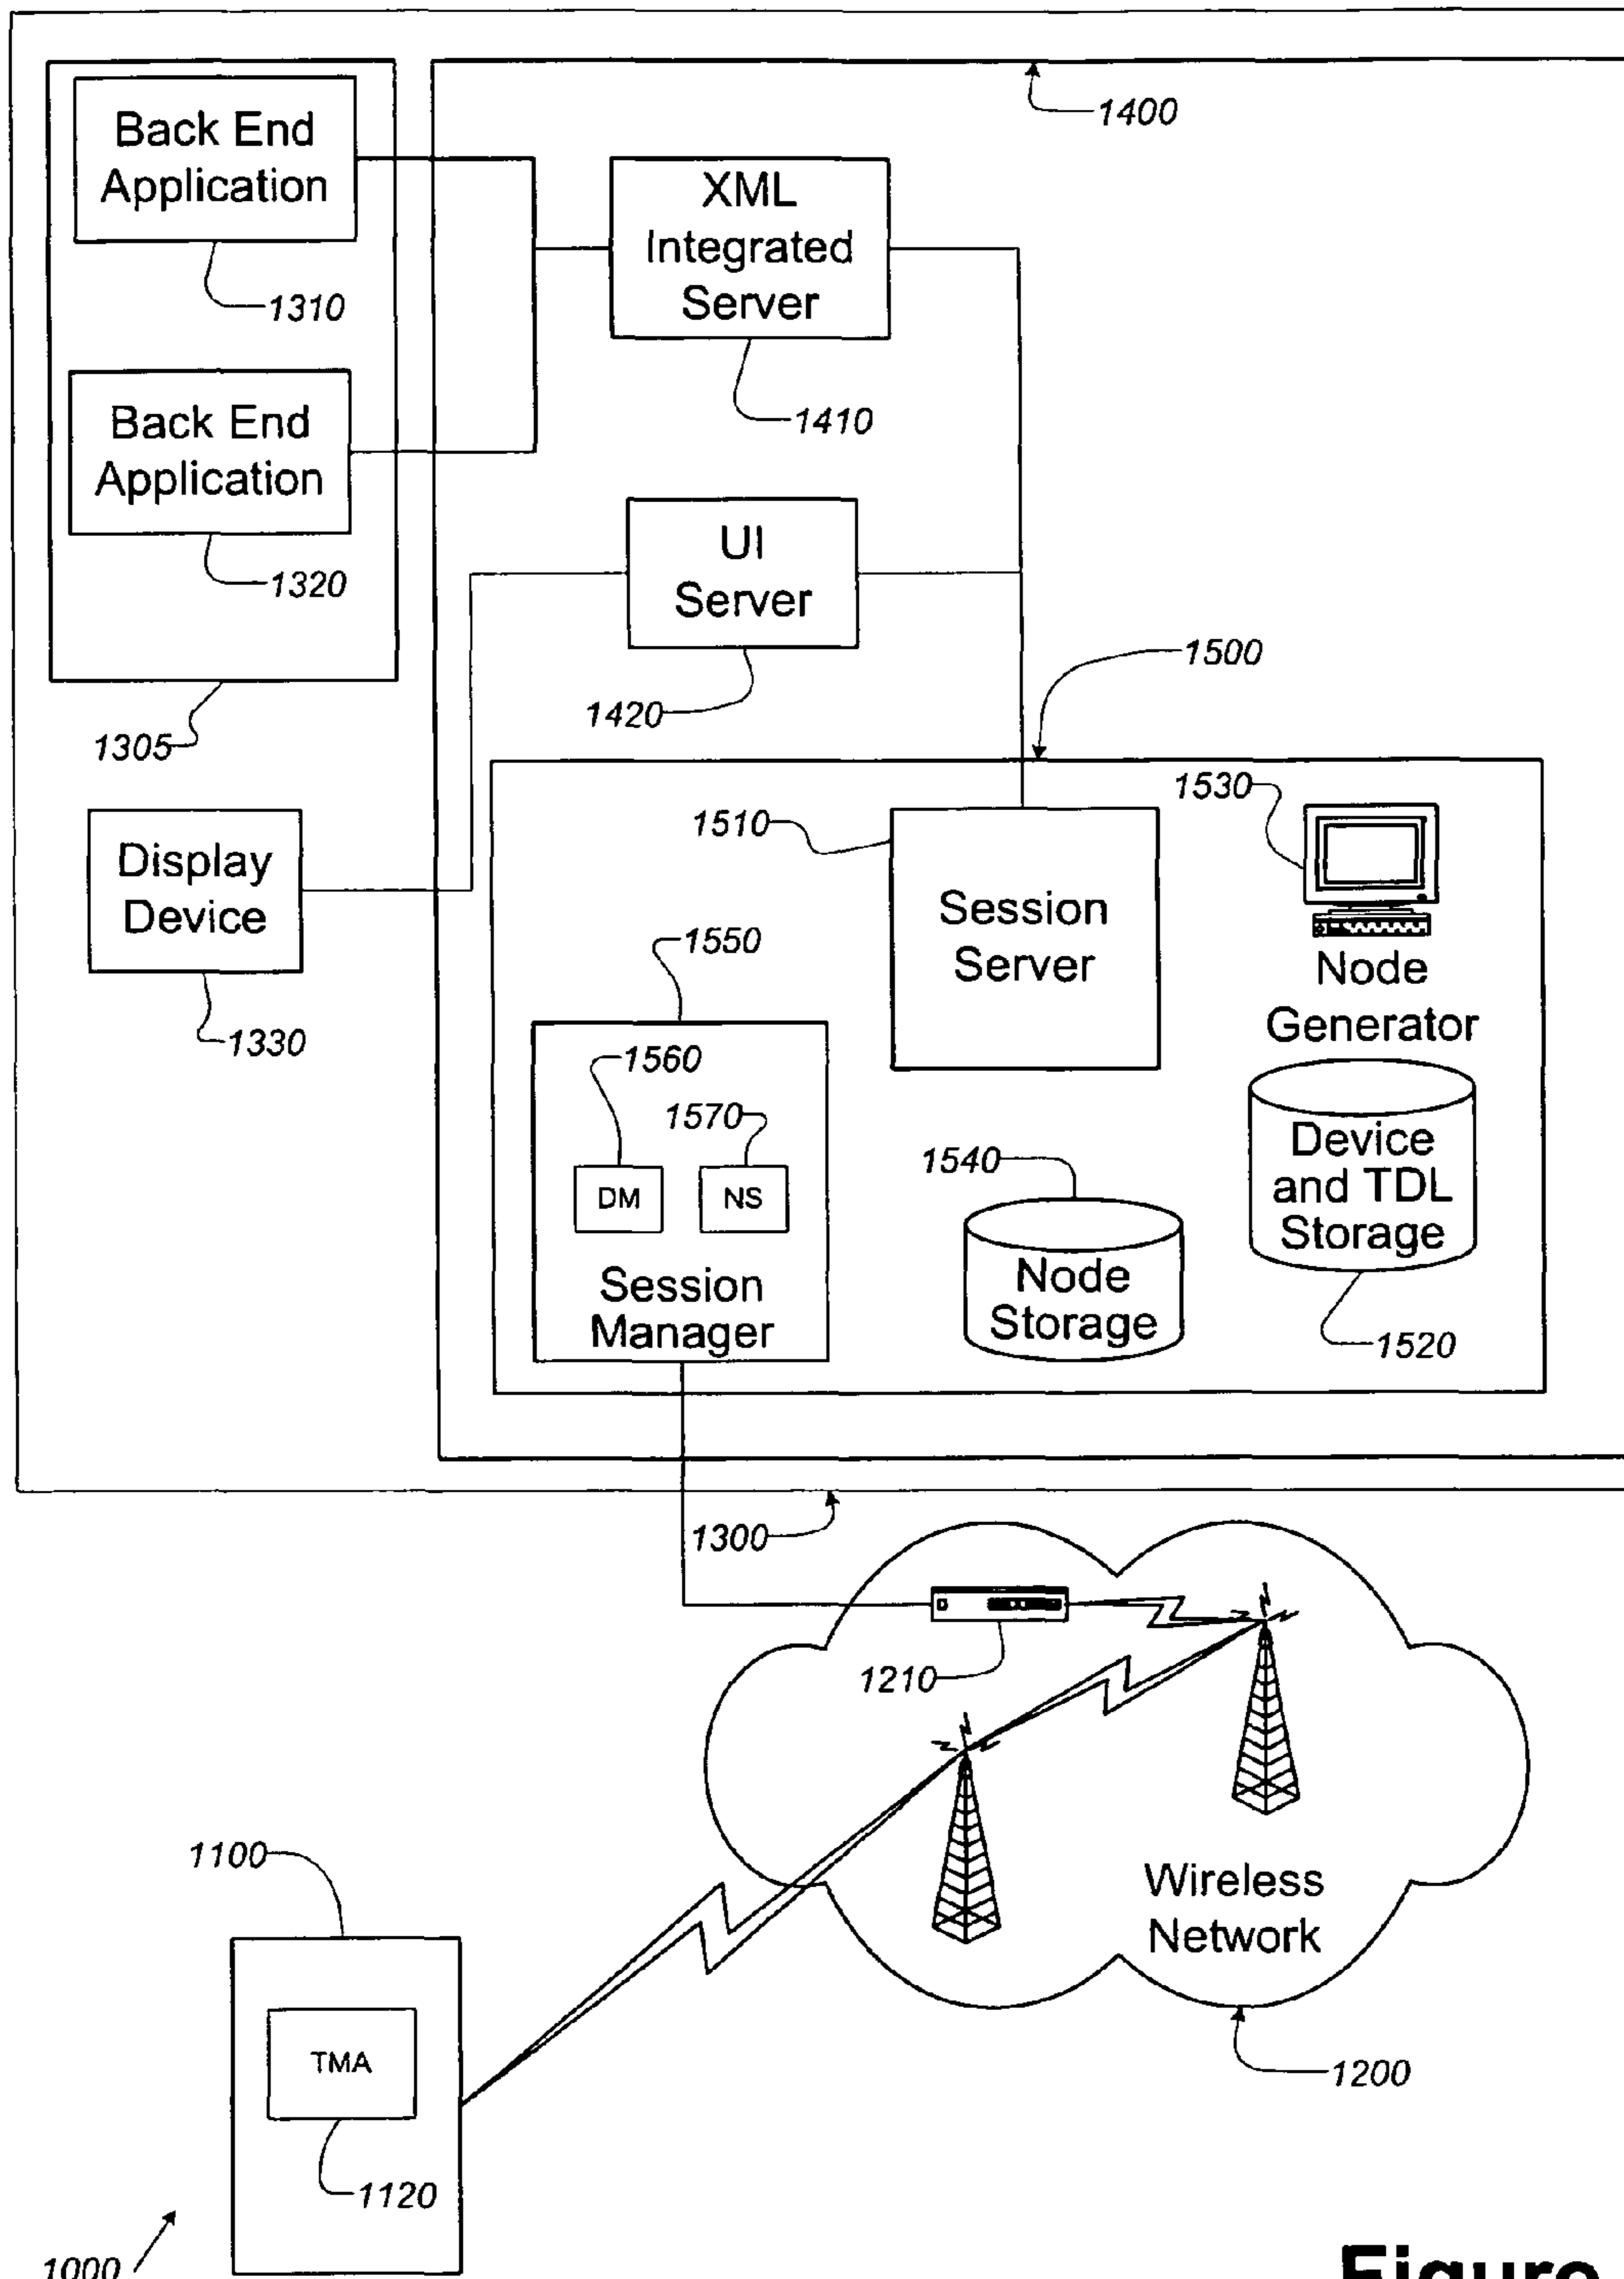 1400
Back End
Application
1310
XML
Integrated
Server
1410
Back End
Application
1320
UI
Server
1420
1305
1500
Display
Device
1330
1510
Session
Server
1530
Node
Generator
1550
1560
1570
DM
NS
Session
Manager
1540
Node
Storage
Device
and TDL
Storage
1520
1300
1210
Wireless
Network
1200
1100
TMA
1120
1000
Figure